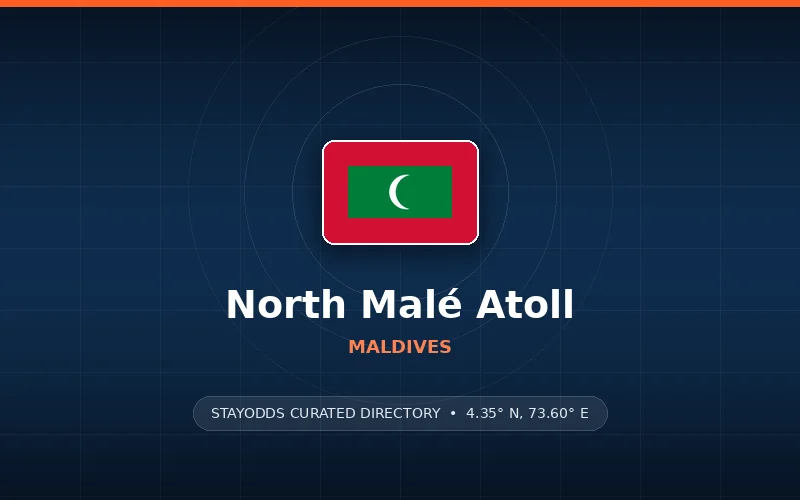 North Malé Atoll
MALDIVES
STAYODDS CURATED DIRECTORY • 4.35° N, 73.60° E